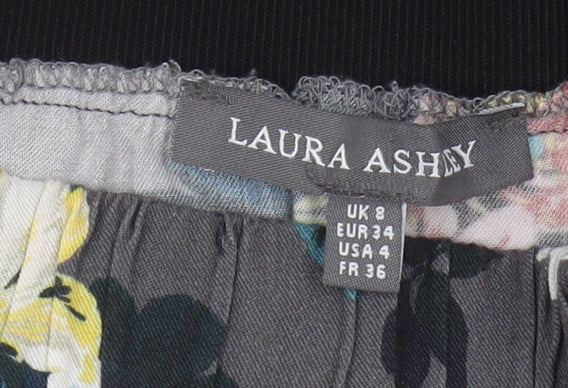 LAURA ASHLEY
UK 8
EUR 34
USA 4
FR 36